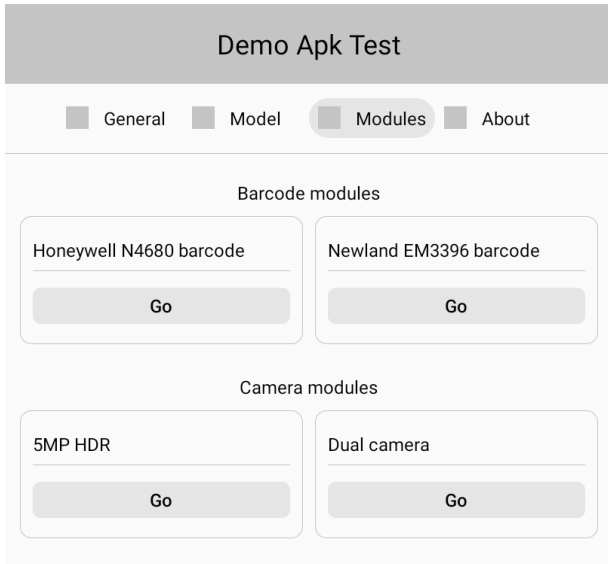 Demo Apk Test
General Model Modules About
Barcode modules
Honeywell N4680 barcode Newland EM3396 barcode
Go Go
Camera modules
5MP HDR Dual camera
Go Go